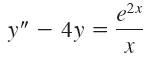 y″ − 4y = e^{2x}/x